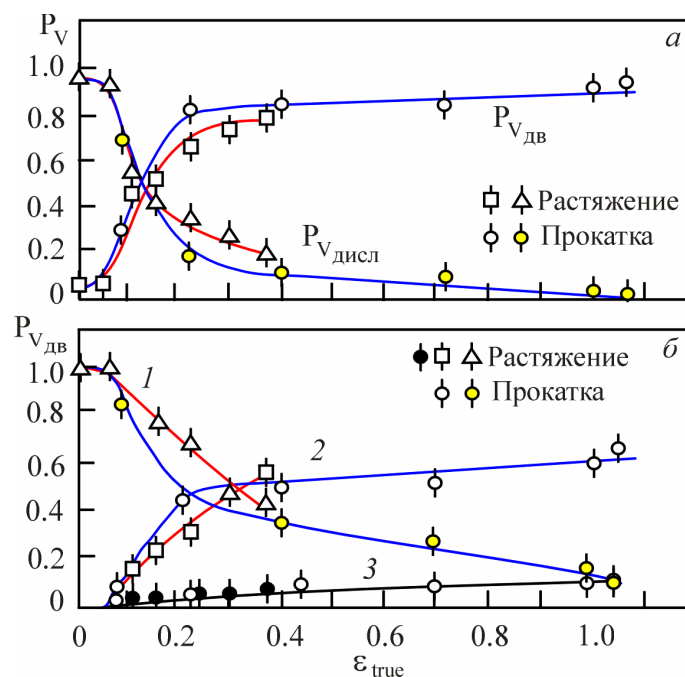 P_V
а
1.0
0.8
0.6
0.4
0.2
0
P_V_дв
Растяжение
P_V_дисл
Прокатка
P_V_дв
б
1.0
0.8
0.6
0.4
0.2
0
1
Растяжение
Прокатка
2
3
0 0.2 0.4 0.6 0.8 1.0
ε_true